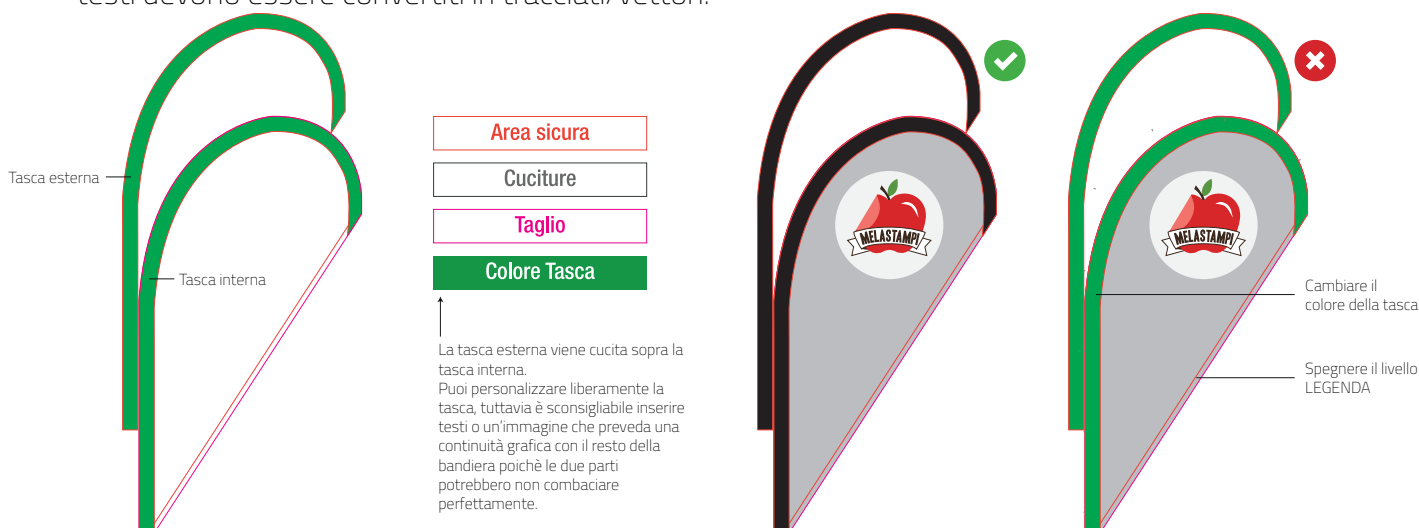 testi devono essere convertiti in tracciati/vettori.
Tasca esterna
Tasca interna
Area sicura
Cuciture
Taglio
Colore Tasca
La tasca esterna viene cucita sopra la
tasca interna.
Puoi personalizzare liberamente la
tasca, tuttavia è sconsigliabile inserire
testi o un'immagine che preveda una
continuità grafica con il resto della
bandiera poichè le due parti
potrebbero non combaciare
perfettamente.
MELASTAMPI
MELASTAMPI
Cambiare il
colore della tasca
Spegnere il livello
LEGENDA